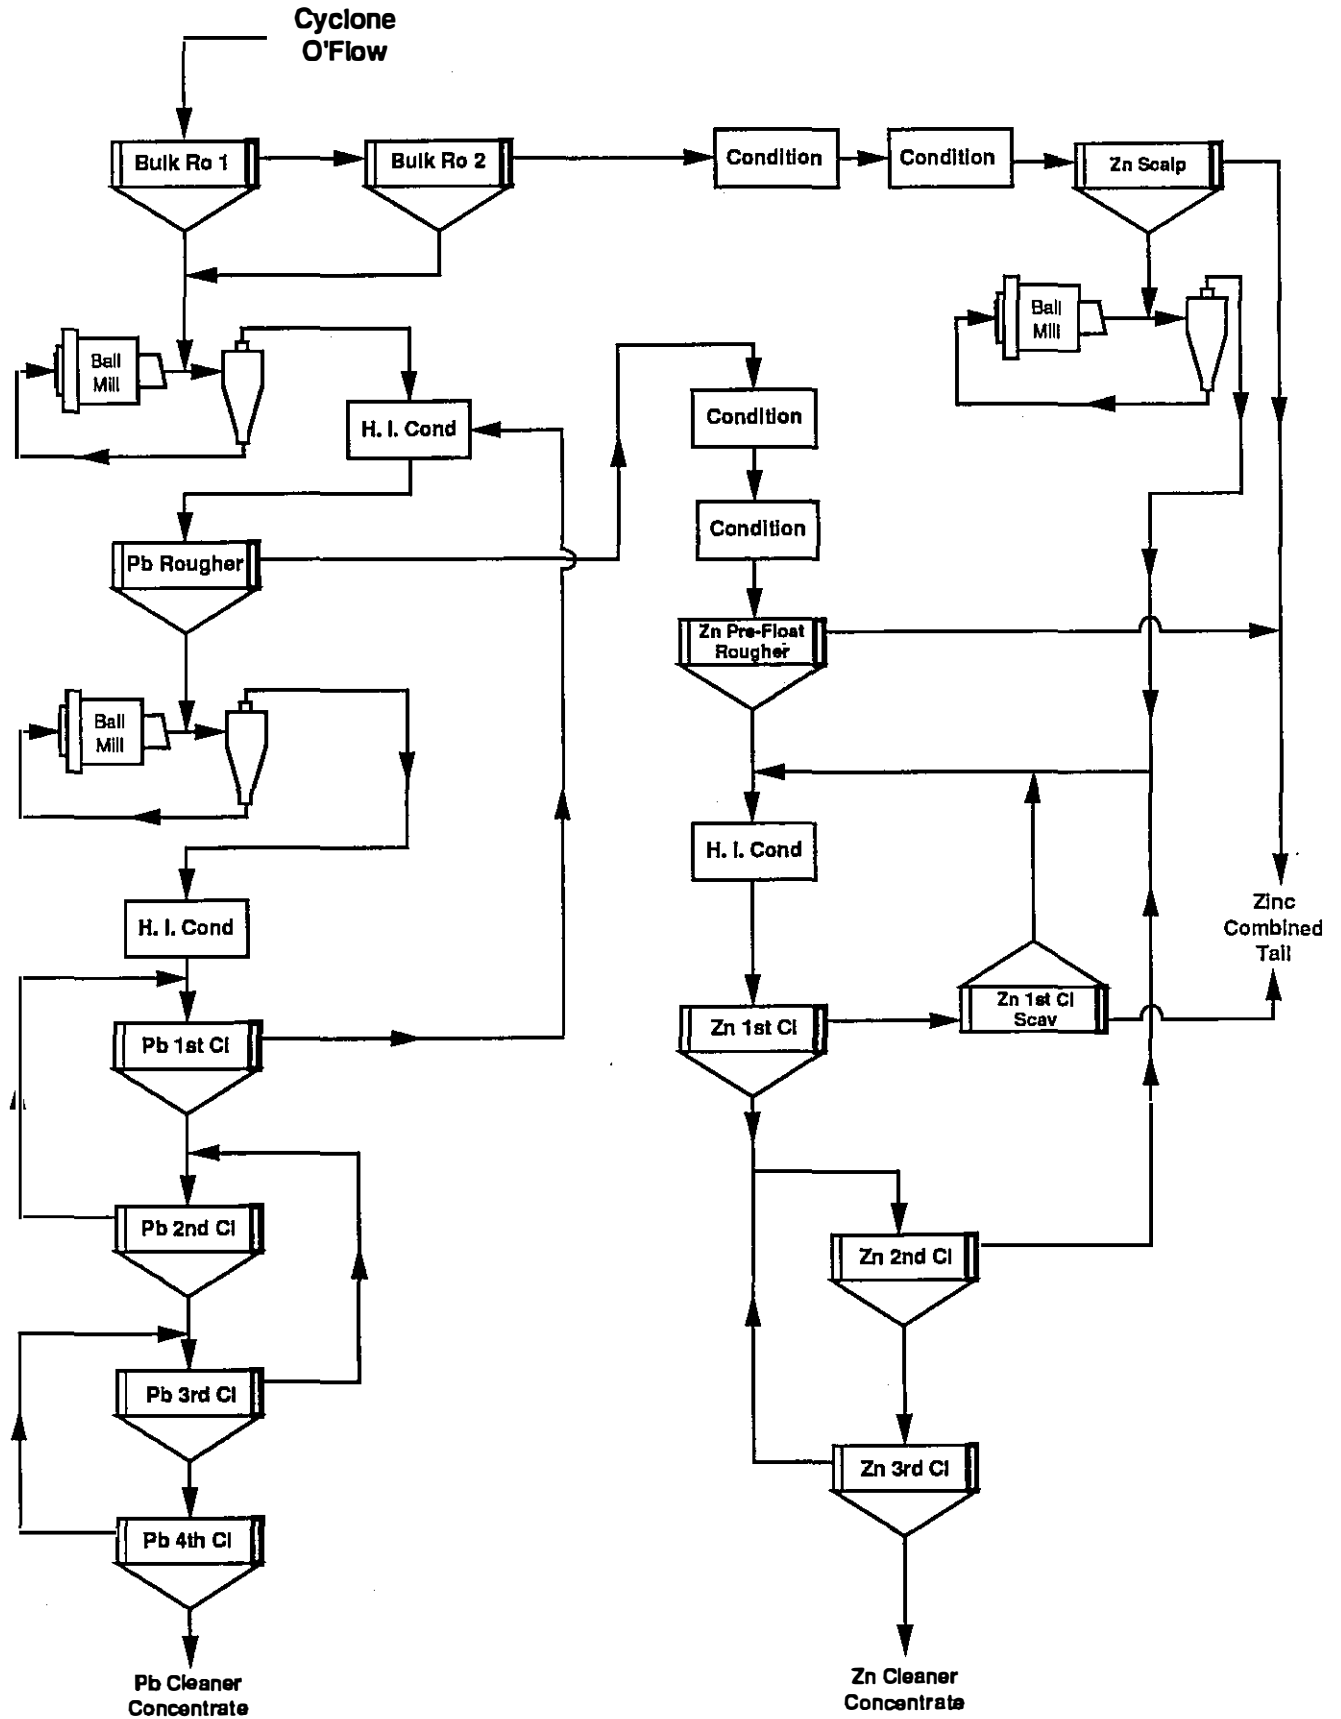 Cyclone
O'Flow
Bulk Ro 1
Bulk Ro 2
Condition
Condition
Zn Scalp
Ball
Mill
Ball
Mill
H. I. Cond
Condition
Condition
Pb Rougher
Zn Pre-Float
Rougher
Ball
Mill
H. I. Cond
H. I. Cond
Zinc
Combined
Tail
Zn 1st Cl
Zn 1st Cl
Scav
Pb 1st Cl
Pb 2nd Cl
Zn 2nd Cl
Pb 3rd Cl
Zn 3rd Cl
Pb 4th Cl
Pb Cleaner
Concentrate
Zn Cleaner
Concentrate